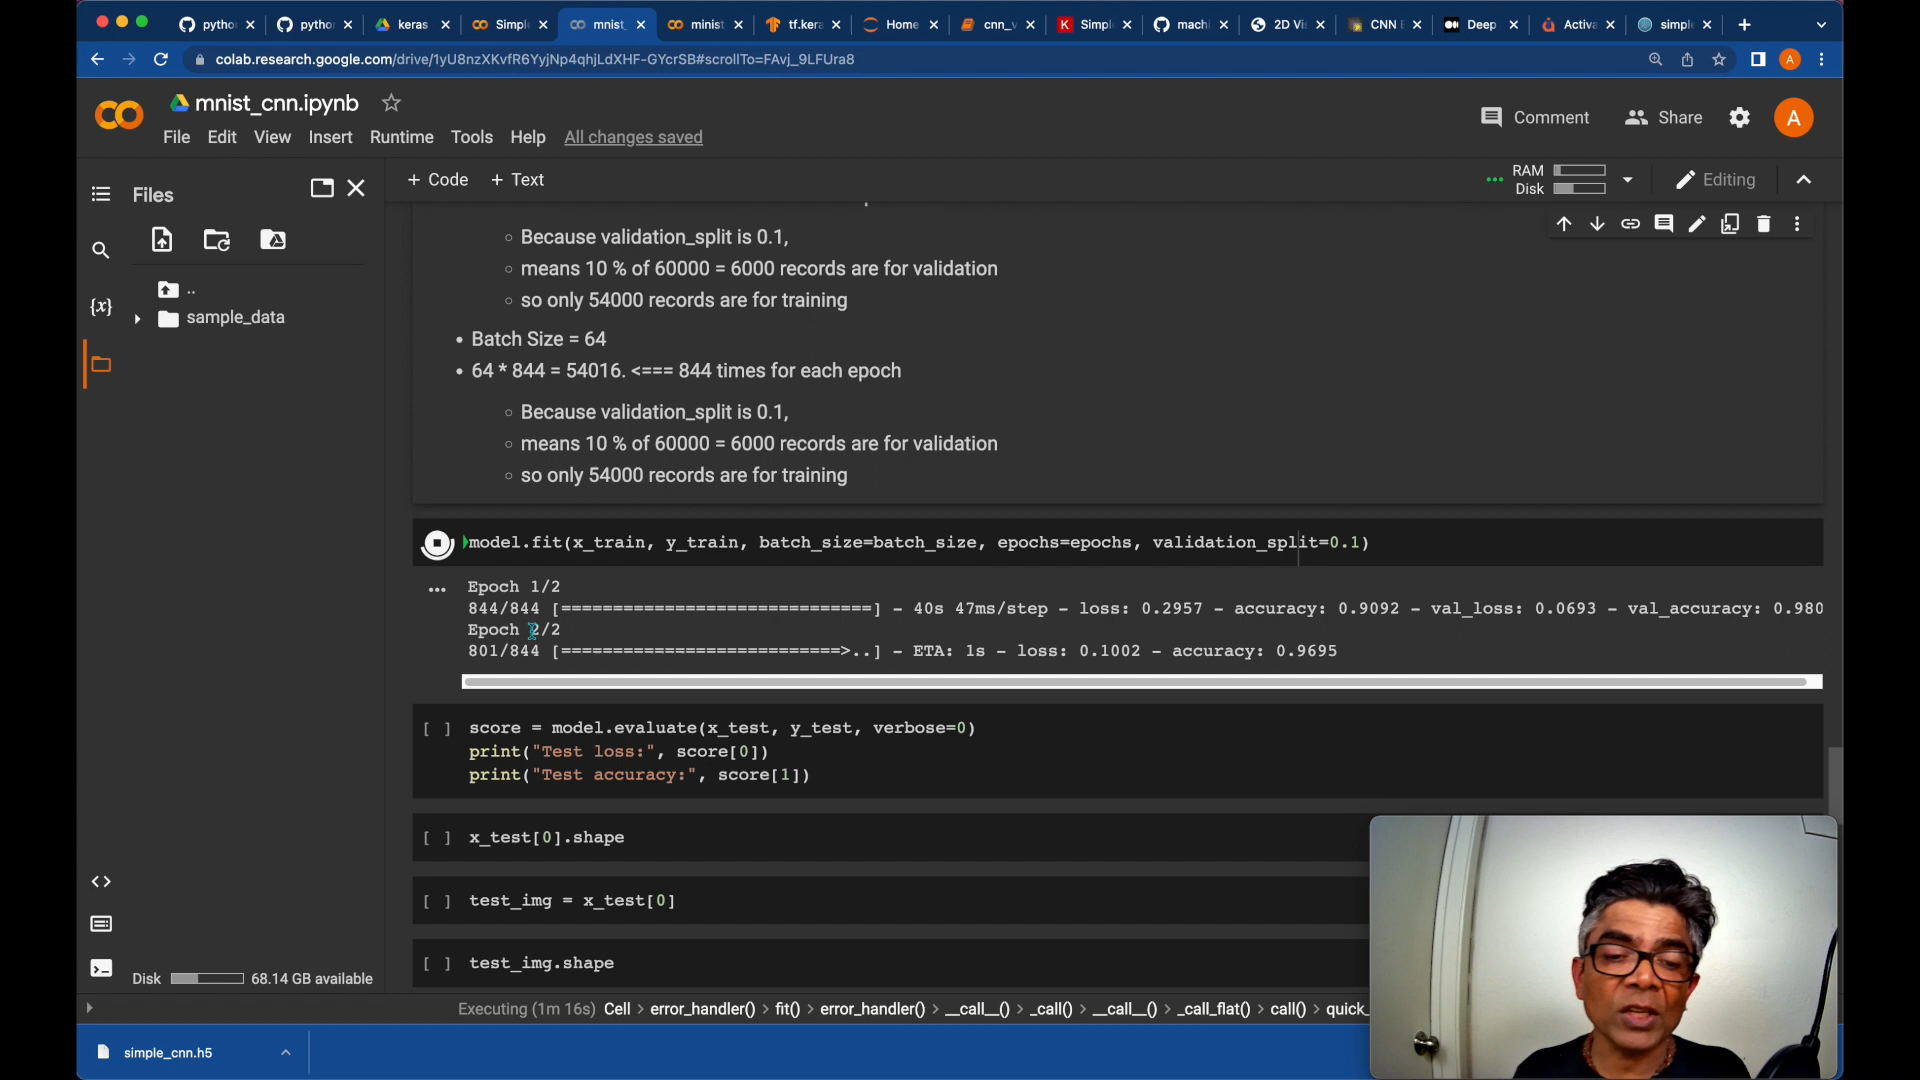 pythor
pythor
keras
Simple
mnist_
minist
tf.kera
Home
cnn_v
Simple
machi
2D Vis
CNN E
Deep
Activa
simple
colab.research.google.com/drive/1yU8nzXKvfR6YyjNp4qhjLdXHF-GYcrSB#scrollTo=FAvj_9LFUra8
A
mnist_cnn.ipynb
File Edit View Insert Runtime Tools Help All changes saved
Comment
Share
A
Files
+ Code + Text
RAM
Disk
Editing
..
sample_data
{x}
Because validation_split is 0.1,
means 10 % of 60000 = 6000 records are for validation
so only 54000 records are for training
Batch Size = 64
64 * 844 = 54016. <=== 844 times for each epoch
Because validation_split is 0.1,
means 10 % of 60000 = 6000 records are for validation
so only 54000 records are for training
model.fit(x_train, y_train, batch_size=batch_size, epochs=epochs, validation_split=0.1)
Epoch 1/2
844/844 [==============================] - 40s 47ms/step - loss: 0.2957 - accuracy: 0.9092 - val_loss: 0.0693 - val_accuracy: 0.980
Epoch 2/2
801/844 [===========================>..] - ETA: 1s - loss: 0.1002 - accuracy: 0.9695
[ ] score = model.evaluate(x_test, y_test, verbose=0)
print("Test loss:", score[0])
print("Test accuracy:", score[1])
[ ] x_test[0].shape
[ ] test_img = x_test[0]
[ ] test_img.shape
Disk 68.14 GB available
Executing (1m 16s) Cell > error_handler() > fit() > error_handler() > __call__() > _call() > __call__() > _call_flat() > call() > quick_
simple_cnn.h5